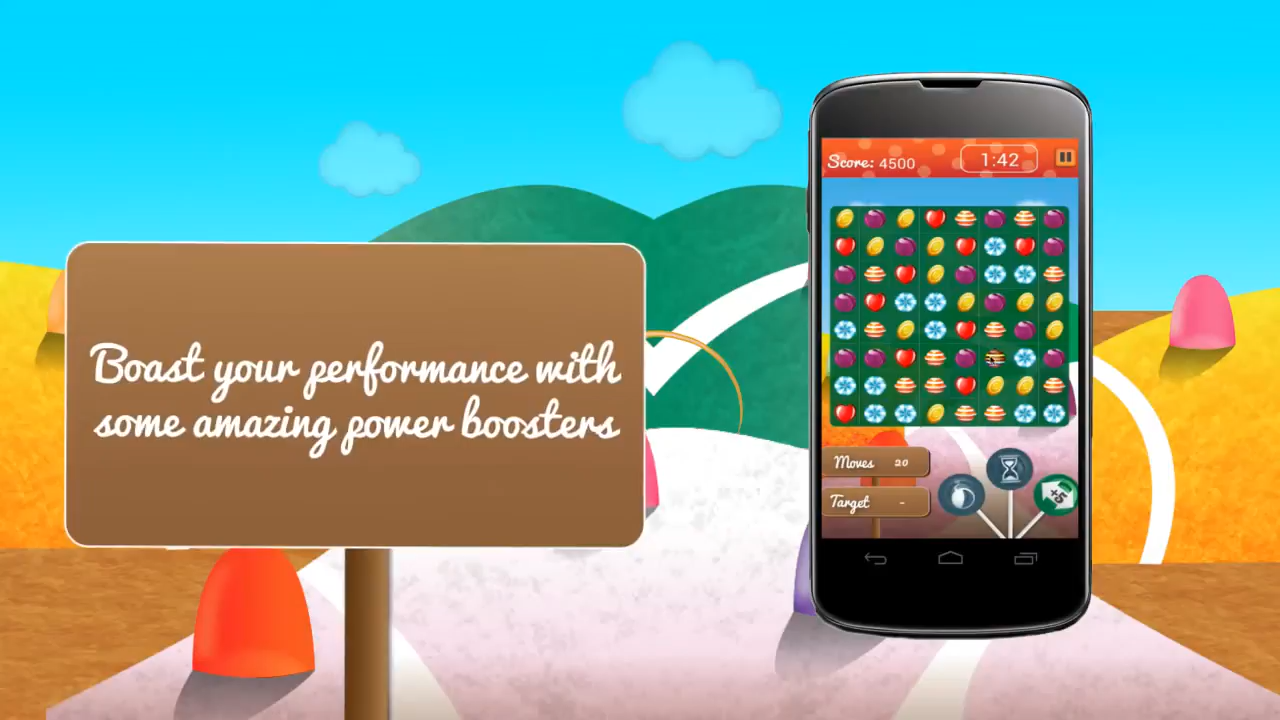 Boast your performance with
some amazing power boosters
Score: 4500
1:42
Moves 20
Target -
+5